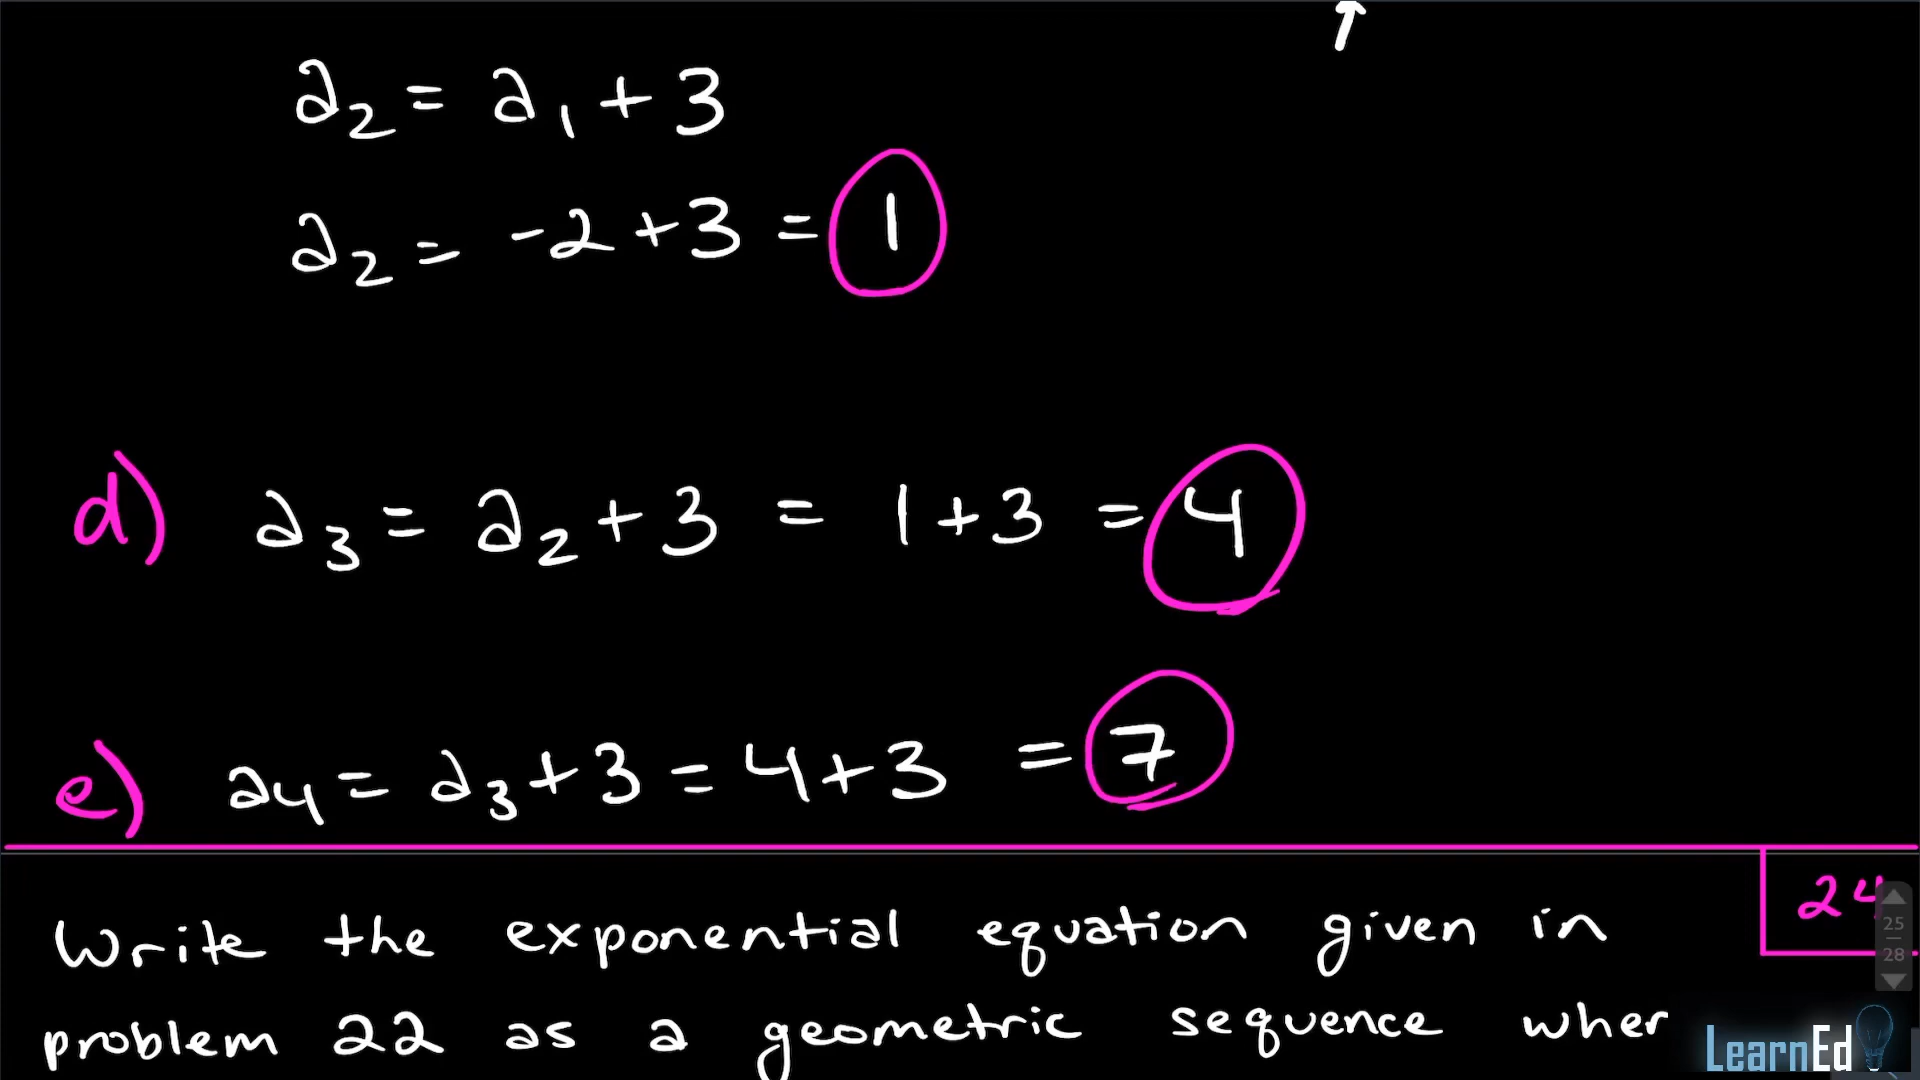 a₂ = a₁ + 3
a₂ = -2 + 3 = 1
d) a₃ = a₂ + 3 = 1 + 3 = 4
e) a₄ = a₃ + 3 = 4 + 3 = 7
24
Write the exponential equation given in
25
28
problem 22 as a geometric sequence wher
LearnEd